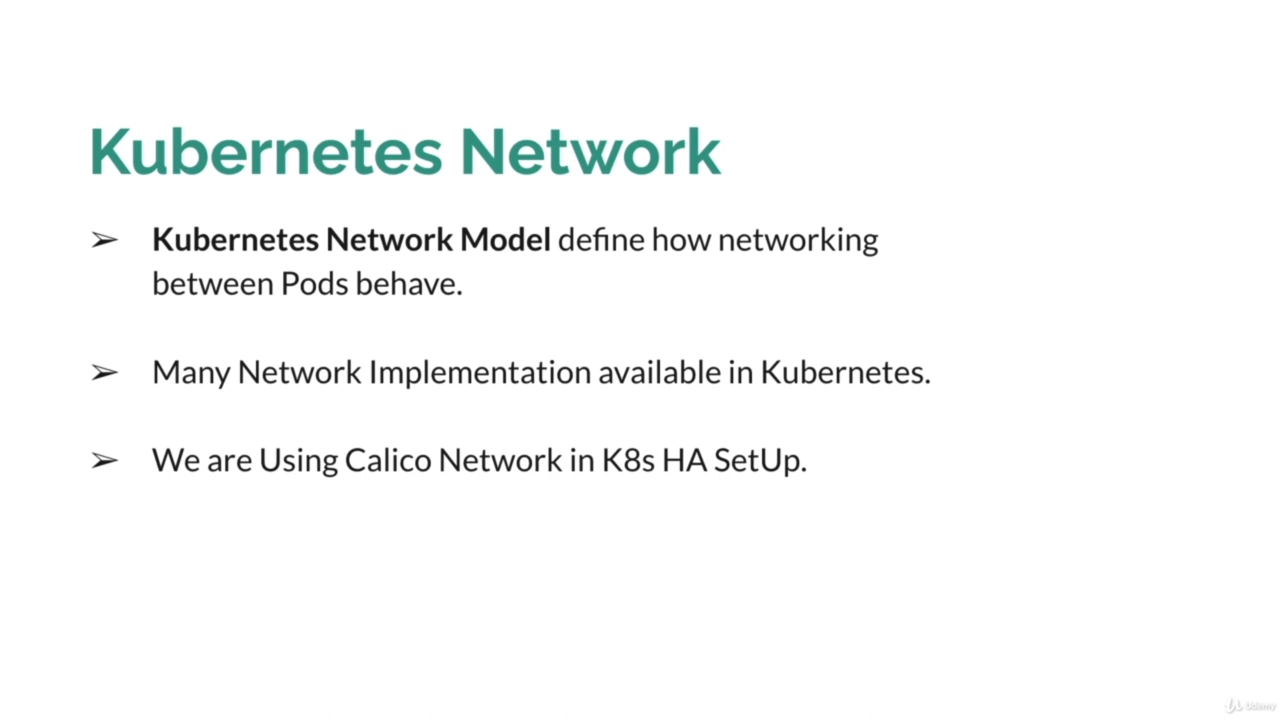 Kubernetes Network
➢ Kubernetes Network Model define how networking
between Pods behave.
➢ Many Network Implementation available in Kubernetes.
➢ We are Using Calico Network in K8s HA SetUp.
Udemy